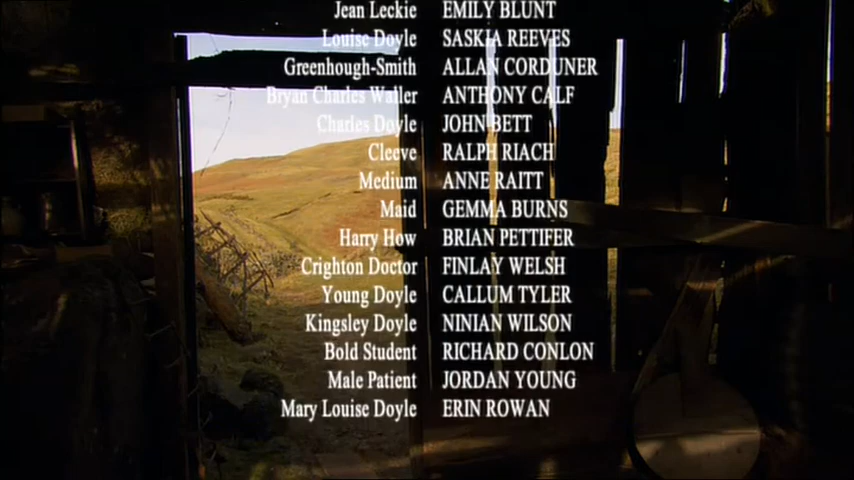 Jean Leckie EMILY BLUNT
Louise Doyle SASKIA REEVES
Greenhough-Smith ALLAN CORDUNER
Bryan Charles Waller ANTHONY CALF
Charles Doyle JOHN BETT
Cleeve RALPH RIACH
Medium ANNE RAITT
Maid GEMMA BURNS
Harry How BRIAN PETTIFER
Crighton Doctor FINLAY WELSH
Young Doyle CALLUM TYLER
Kingsley Doyle NINIAN WILSON
Bold Student RICHARD CONLON
Male Patient JORDAN YOUNG
Mary Louise Doyle ERIN ROWAN